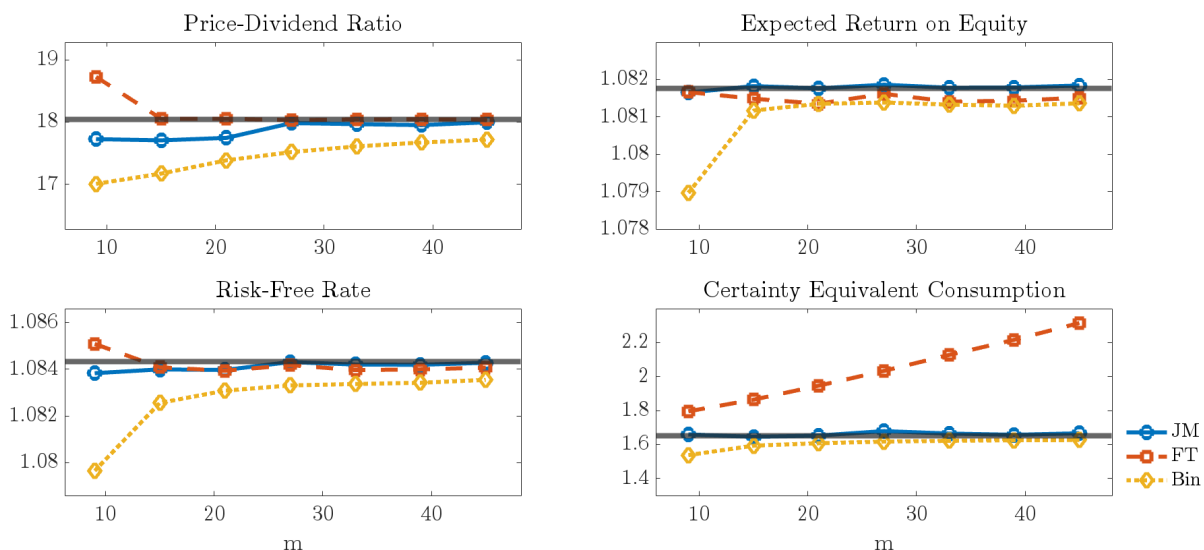 Price-Dividend Ratio
19
18
17
10 20 30 40
Expected Return on Equity
1.082
1.081
1.08
1.079
1.078
10 20 30 40
Risk-Free Rate
1.086
1.084
1.082
1.08
10 20 30 40
m
Certainty Equivalent Consumption
2.2
2
1.8
1.6
1.4
10 20 30 40
m
JM
FT
Bin